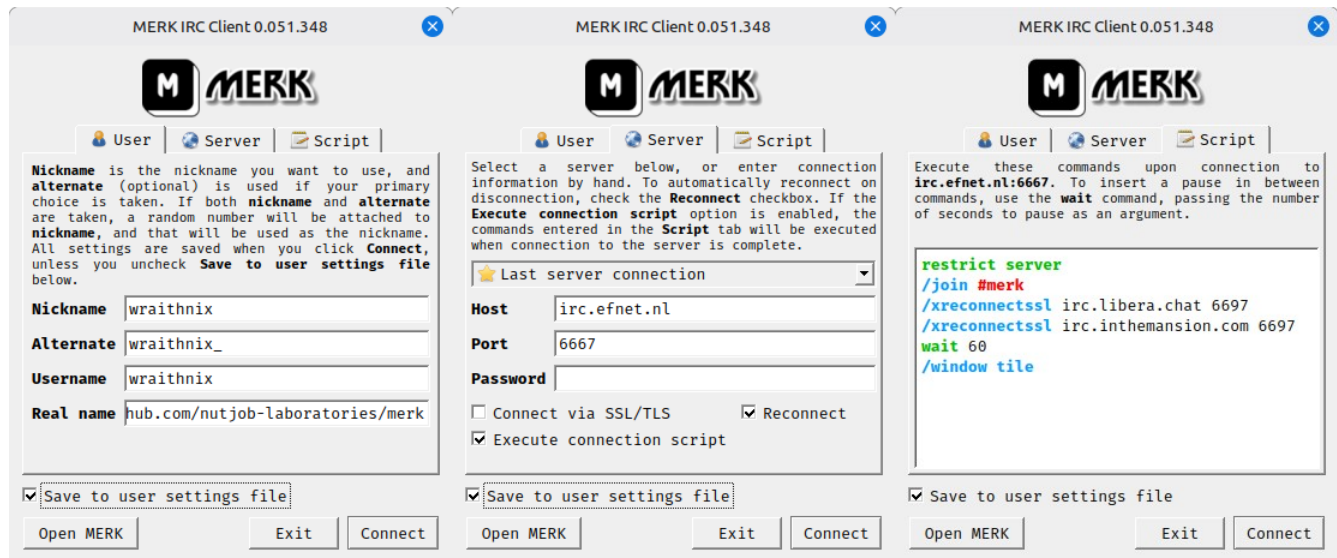 MERK IRC Client 0.051.348
M MERK
User Server Script
Nickname is the nickname you want to use, and
alternate (optional) is used if your primary
choice is taken. If both nickname and alternate
are taken, a random number will be attached to
nickname, and that will be used as the nickname.
All settings are saved when you click Connect,
unless you uncheck Save to user settings file
below.
Nickname wraithnix
Alternate wraithnix_
Username wraithnix
Real name hub.com/nutjob-laboratories/merk
Save to user settings file
Open MERK Exit Connect
MERK IRC Client 0.051.348
M MERK
User Server Script
Select a server below, or enter connection
information by hand. To automatically reconnect on
disconnection, check the Reconnect checkbox. If the
Execute connection script option is enabled, the
commands entered in the Script tab will be executed
when connection to the server is complete.
Last server connection
Host irc.efnet.nl
Port 6667
Password
Connect via SSL/TLS Reconnect
Execute connection script
Save to user settings file
Open MERK Exit Connect
MERK IRC Client 0.051.348
M MERK
User Server Script
Execute these commands upon connection to
irc.efnet.nl:6667. To insert a pause in between
commands, use the wait command, passing the number
of seconds to pause as an argument.
restrict server
/join #merk
/xreconnectssl irc.libera.chat 6697
/xreconnectssl irc.inthemansion.com 6697
wait 60
/window tile
Save to user settings file
Open MERK Exit Connect